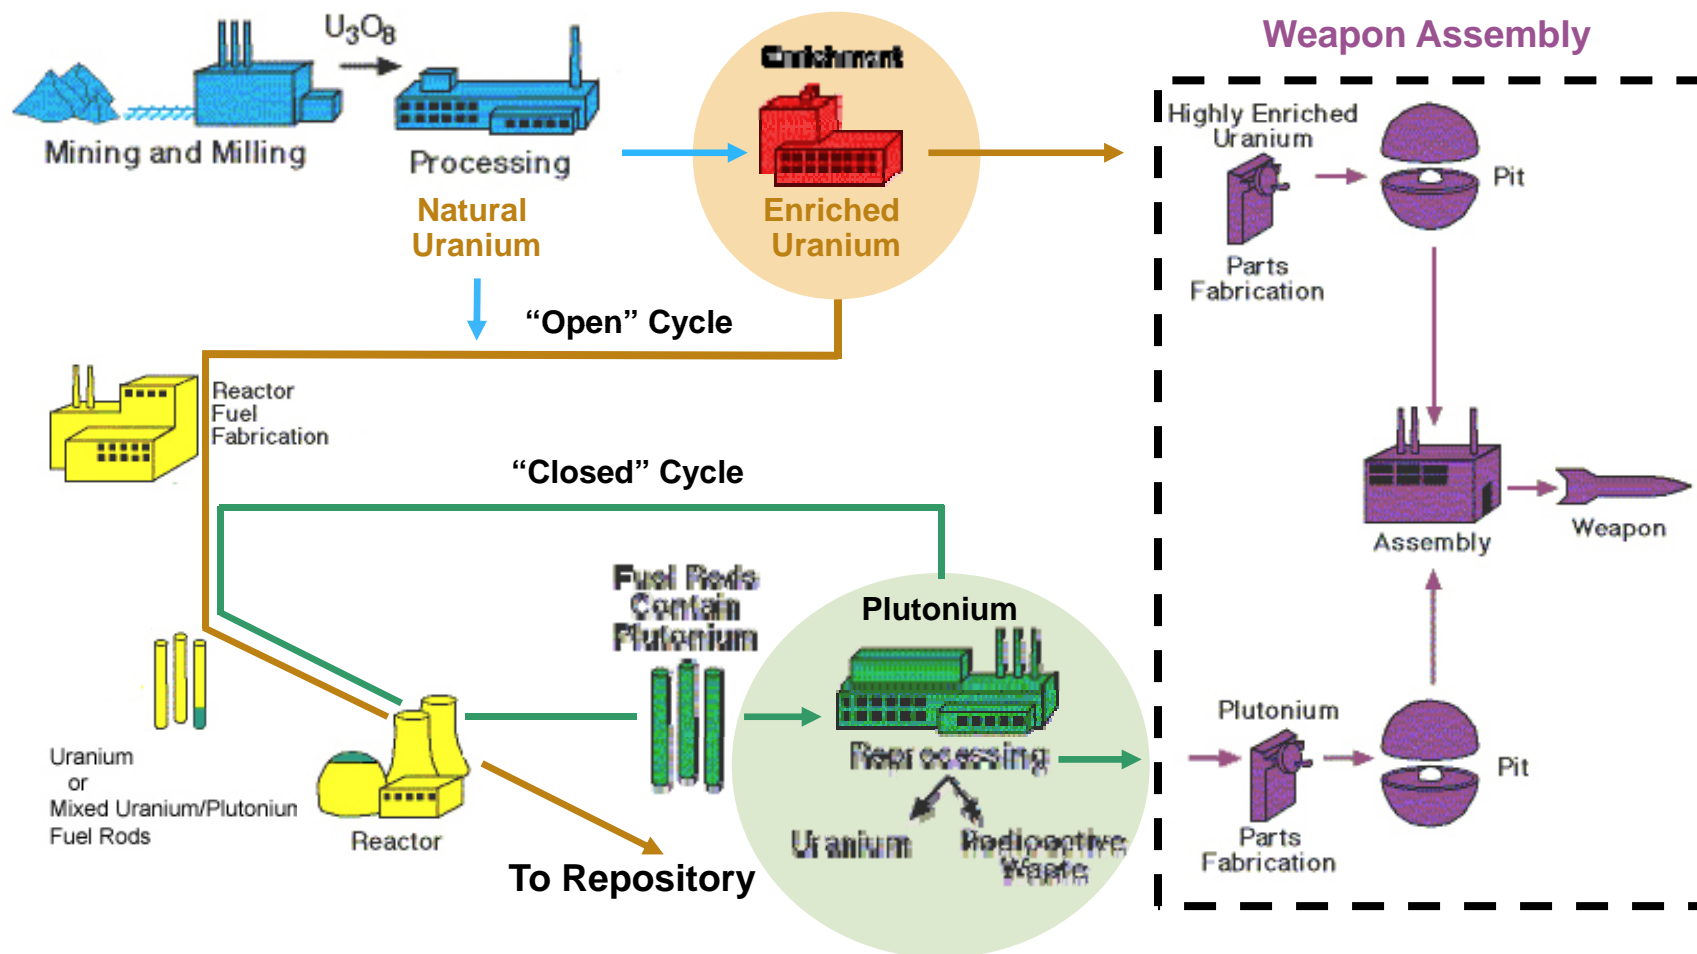 U₃O₈
Mining and Milling
Processing
Natural
Uranium
Enrichment
Enriched
Uranium
Weapon Assembly
Highly Enriched
Uranium
Pit
Parts
Fabrication
“Open” Cycle
Reactor
Fuel
Fabrication
“Closed” Cycle
Assembly
Weapon
Fuel Rods
Contain
Plutonium
Plutonium
Reprocessing
Uranium
Radioactive
Waste
Uranium
or
Mixed Uranium/Plutonium
Fuel Rods
Reactor
To Repository
Plutonium
Pit
Parts
Fabrication